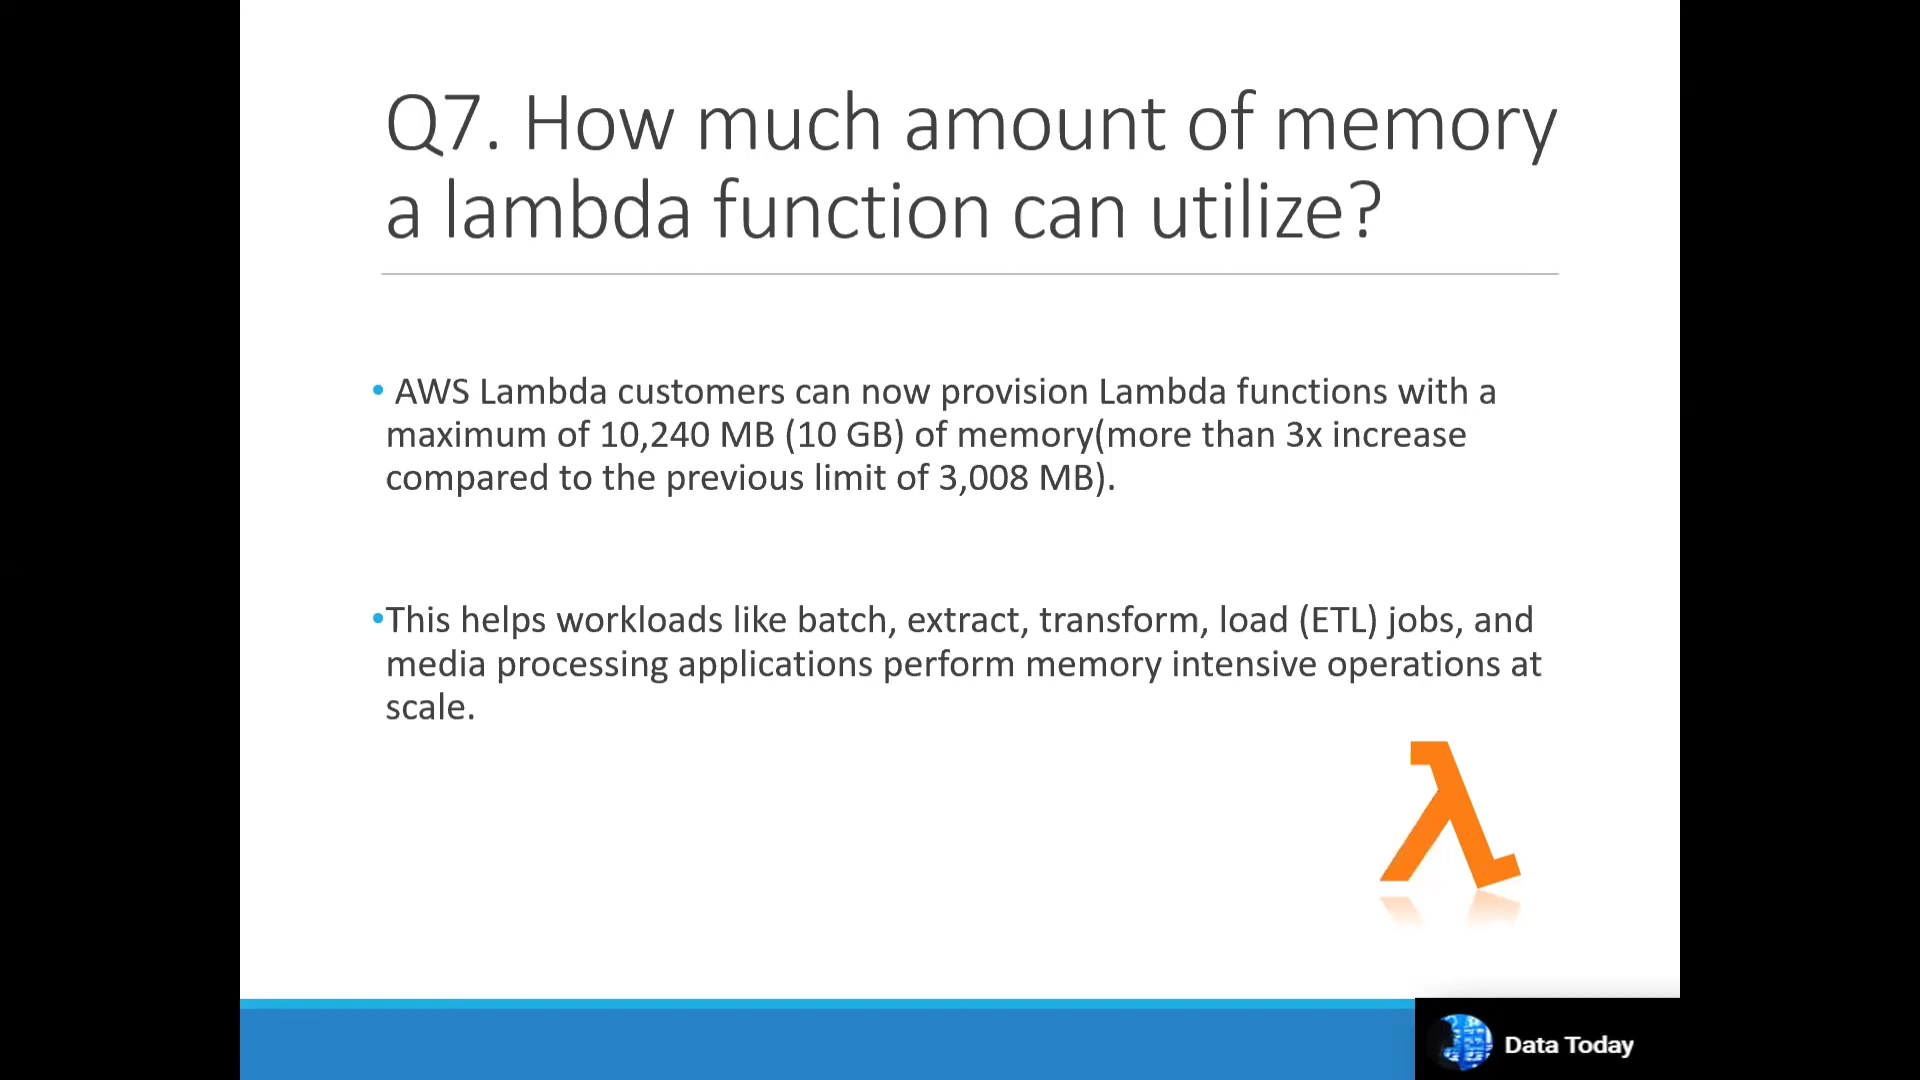 Q7. How much amount of memory
a lambda function can utilize?
• AWS Lambda customers can now provision Lambda functions with a
maximum of 10,240 MB (10 GB) of memory(more than 3x increase
compared to the previous limit of 3,008 MB).
•This helps workloads like batch, extract, transform, load (ETL) jobs, and
media processing applications perform memory intensive operations at
scale.
λ
Data Today